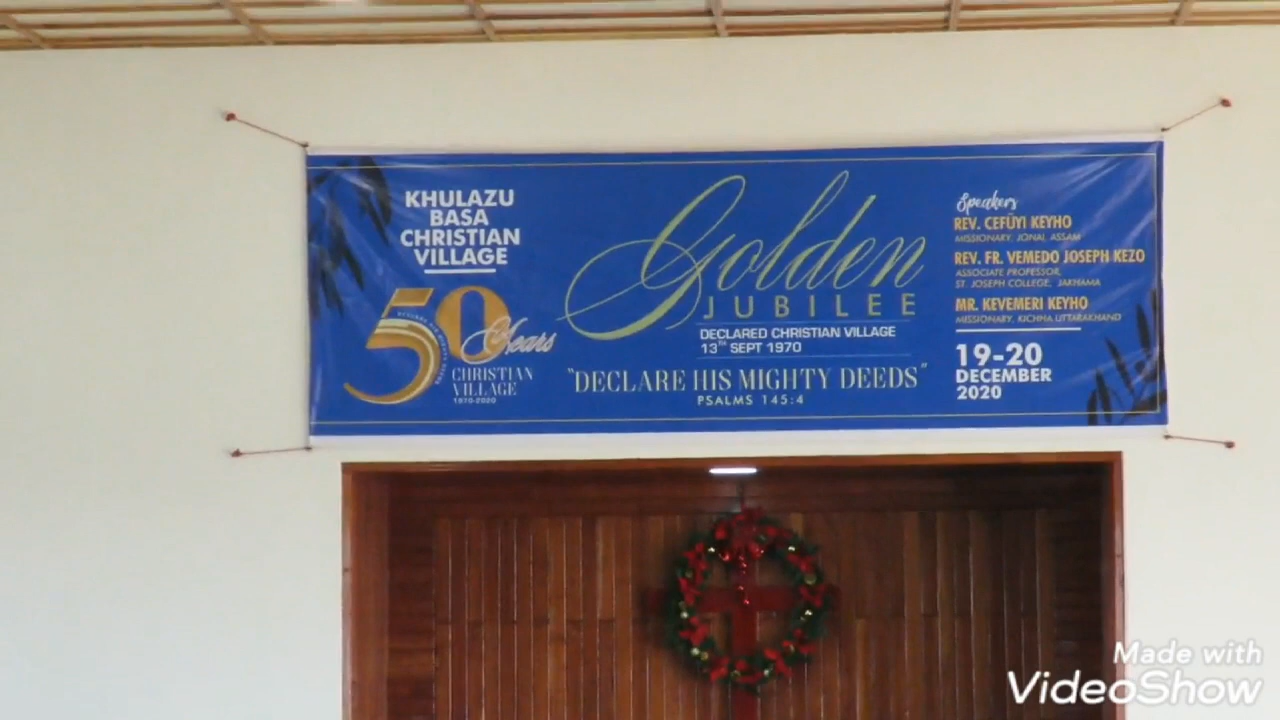 KHULAZU
BASA
CHRISTIAN
VILLAGE
50 Years
CHRISTIAN
VILLAGE
1970-2020
Golden
JUBILEE
DECLARED CHRISTIAN VILLAGE
13TH SEPT 1970
"DECLARE HIS MIGHTY DEEDS"
PSALMS 145:4
Speakers
REV. CEFÜYI KEYHO
MISSIONARY, JONAI, ASSAM
REV. FR. VEMEDO JOSEPH KEZO
ASSOCIATE PROFESSOR,
ST. JOSEPH COLLEGE, JAKHAMA
MR. KEVEMERI KEYHO
MISSIONARY, KICHHA UTTARAKHAND
19-20
DECEMBER
2020
Made with
VideoShow